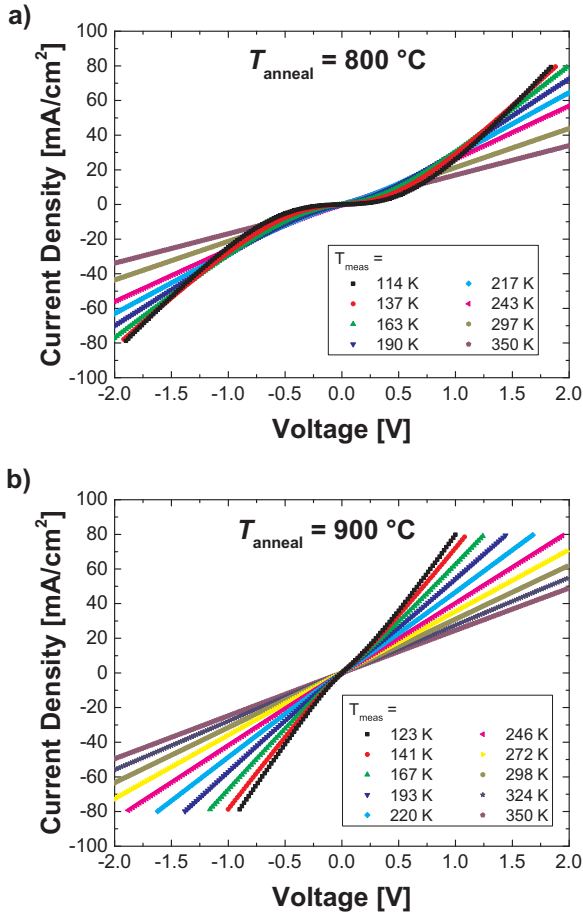 a)
T anneal = 800 °C
100
80
60
40
20
0
-20
-40
-60
-80
-100
Current Density [mA/cm²]
T meas =
114 K 217 K
137 K 243 K
163 K 297 K
190 K 350 K
-2.0 -1.5 -1.0 -0.5 0.0 0.5 1.0 1.5 2.0
Voltage [V]
b)
T anneal = 900 °C
100
80
60
40
20
0
-20
-40
-60
-80
-100
Current Density [mA/cm²]
T meas =
123 K 246 K
141 K 272 K
167 K 298 K
193 K 324 K
220 K 350 K
-2.0 -1.5 -1.0 -0.5 0.0 0.5 1.0 1.5 2.0
Voltage [V]